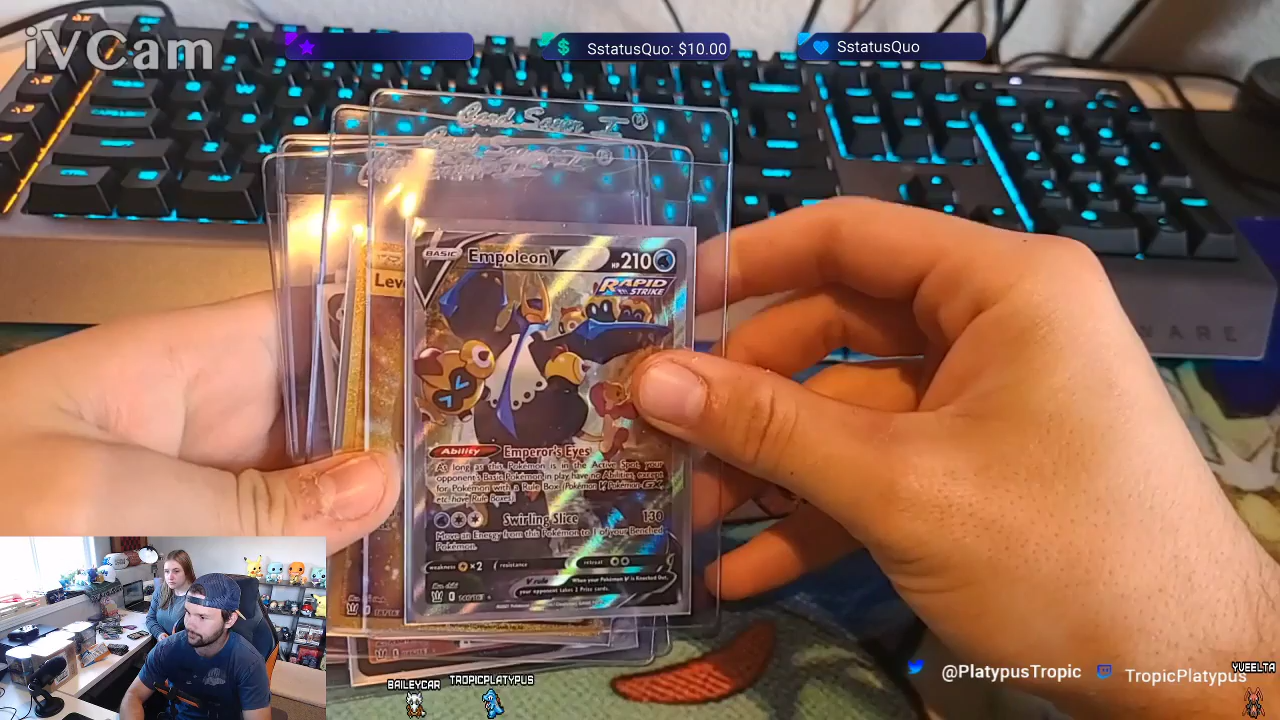 iVCam
SstatusQuo: $10.00
SstatusQuo
Card Saver I ®
BASIC
Empoleon V
HP 210
RAPID
STRIKE
Leve
Ability
Emperor's Eyes
As long as this Pokémon is in the Active Spot, your
opponent's Basic Pokémon in play have no Abilities, except
for Pokémon with a Rule Box (Pokémon V, Pokémon-GX,
etc. have Rule Boxes).
Swirling Slice 130
Move an Energy from this Pokémon to 1 of your Benched
Pokémon.
weakness ×2 resistance retreat
V rule
When your Pokémon V is Knocked Out,
your opponent takes 2 Prize cards.
WARE
@PlatypusTropic
TropicPlatypus
YVEELTA
BAILEYCAR
TROPICPLATYPUS